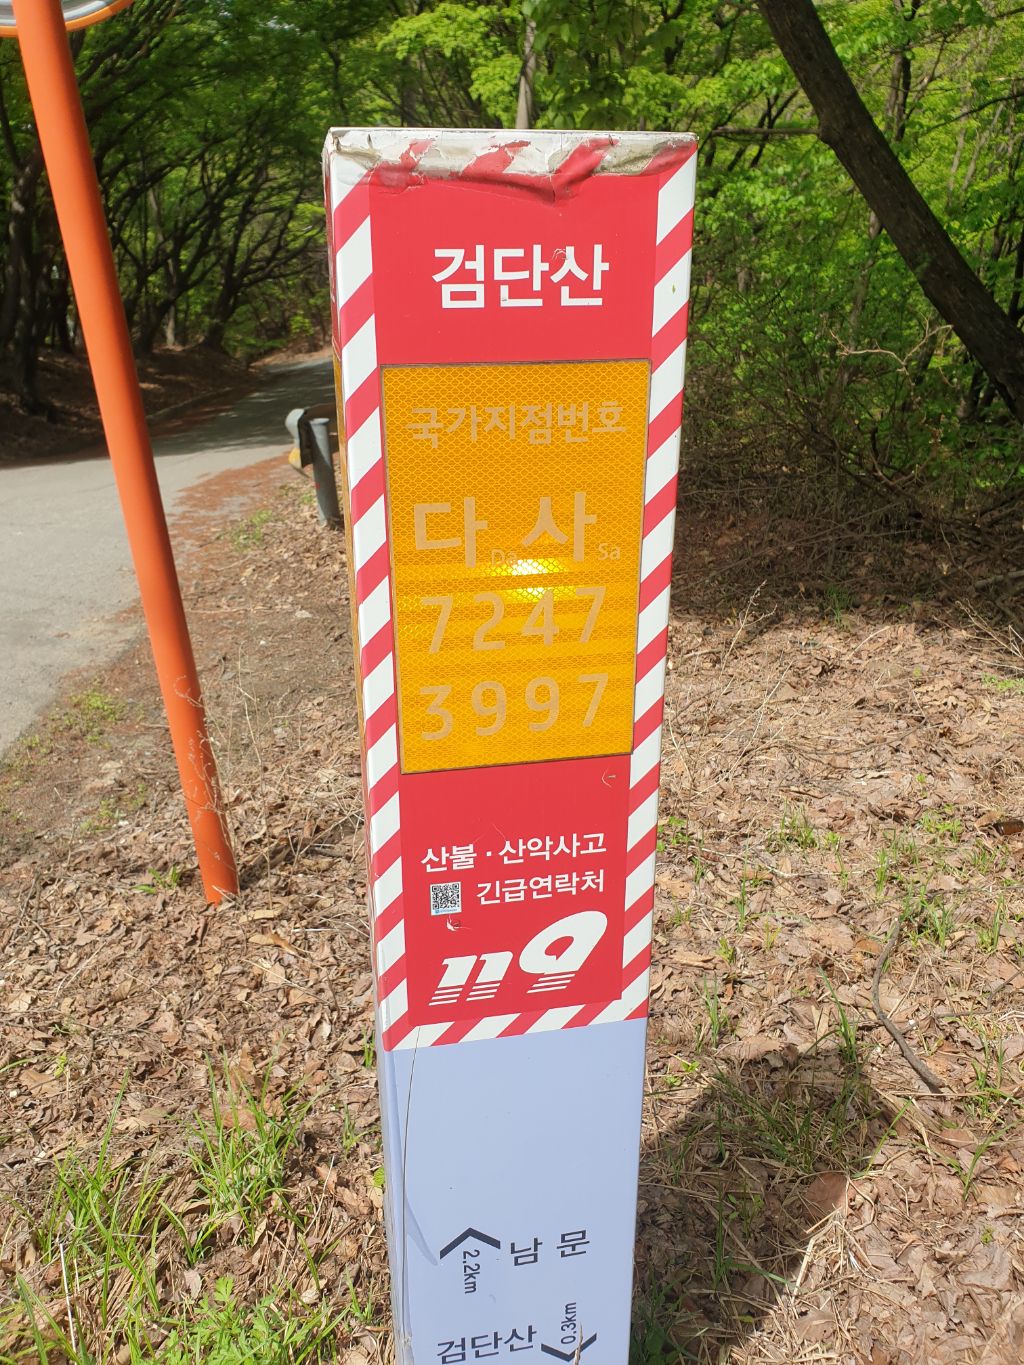 검단산
국가지점번호
다 Da 사 Sa
7247
3997
산불·산악사고
긴급연락처
119
남문
2.2km
검단산
0.3km